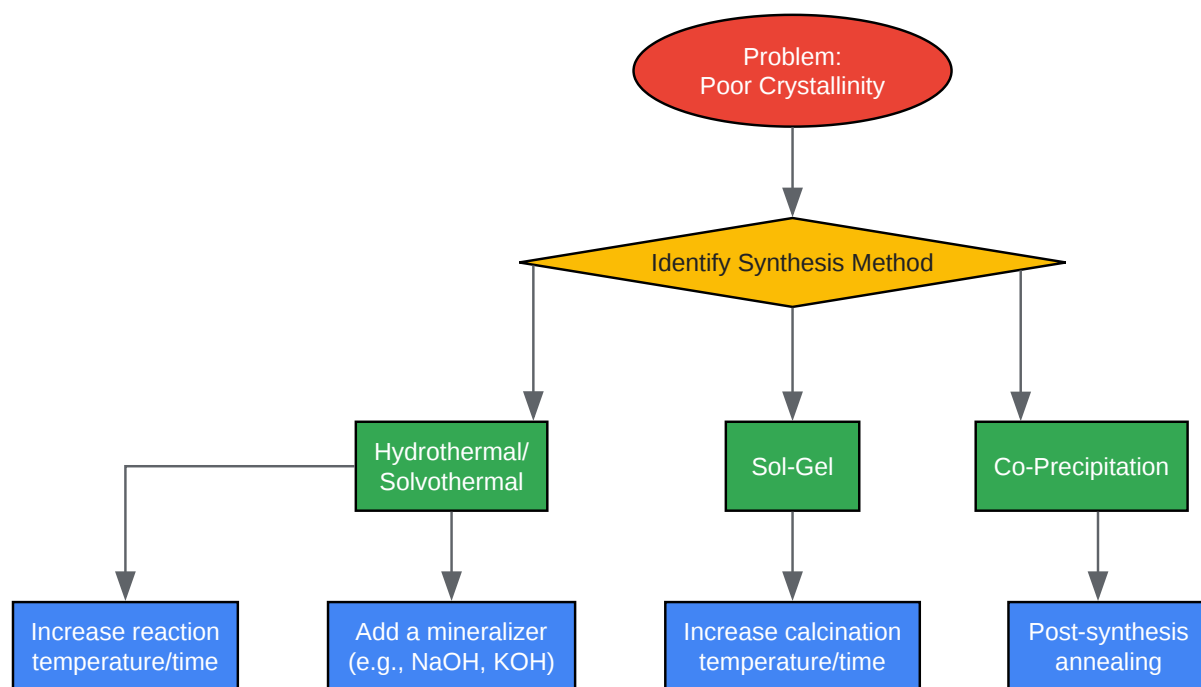 Problem:
Poor Crystallinity
Identify Synthesis Method
Hydrothermal/
Solvothermal
Sol-Gel
Co-Precipitation
Increase reaction
temperature/time
Add a mineralizer
(e.g., NaOH, KOH)
Increase calcination
temperature/time
Post-synthesis
annealing